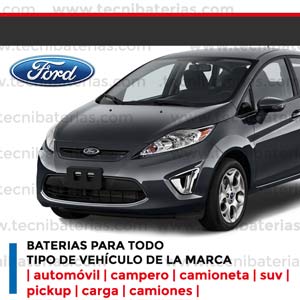 www.tecnibaterias.com
Ford
BATERIAS PARA TODO
TIPO DE VEHÍCULO DE LA MARCA
| automóvil | campero | camioneta | suv |
pickup | carga | camiones |